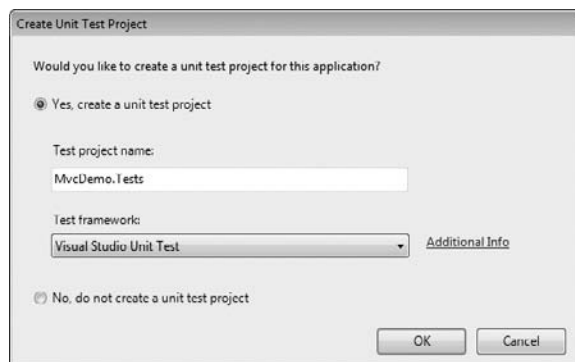 Create Unit Test Project
Would you like to create a unit test project for this application?
Yes, create a unit test project
Test project name:
MvcDemo.Tests
Test framework:
Visual Studio Unit Test
Additional Info
No, do not create a unit test project
OK
Cancel